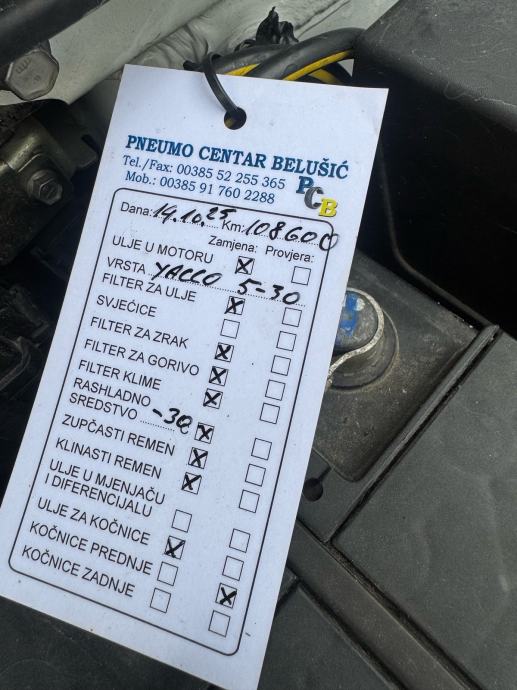 PNEUMO CENTAR BELUŠIĆ
Tel./Fax: 00385 52 255 365
Mob.: 00385 91 760 2288
PCB
Dana: 14.10.25 Km: 108600
Zamjena: Provjera:
ULJE U MOTORU X
VRSTA YACCO 5-30
FILTER ZA ULJE X
SVJEĆICE
FILTER ZA ZRAK X
FILTER ZA GORIVO X
FILTER KLIME X
RASHLADNO
SREDSTVO -30 X
ZUPČASTI REMEN X
KLINASTI REMEN X
ULJE U MJENJAČU
I DIFERENCIJALU
ULJE ZA KOČNICE X
KOČNICE PREDNJE X
KOČNICE ZADNJE